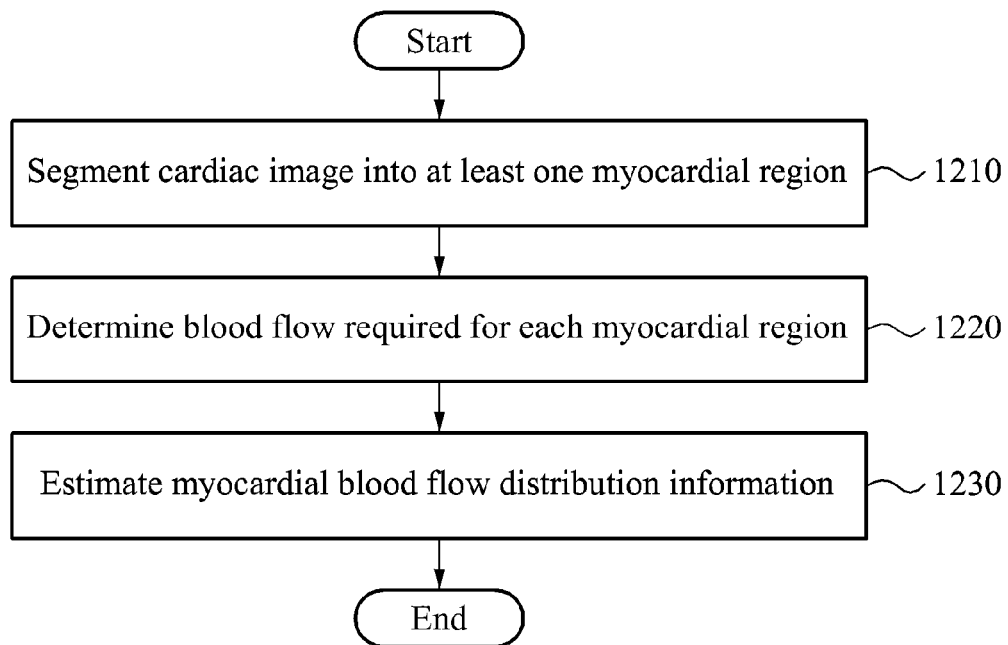 Start
Segment cardiac image into at least one myocardial region
1210
Determine blood flow required for each myocardial region
1220
Estimate myocardial blood flow distribution information
1230
End